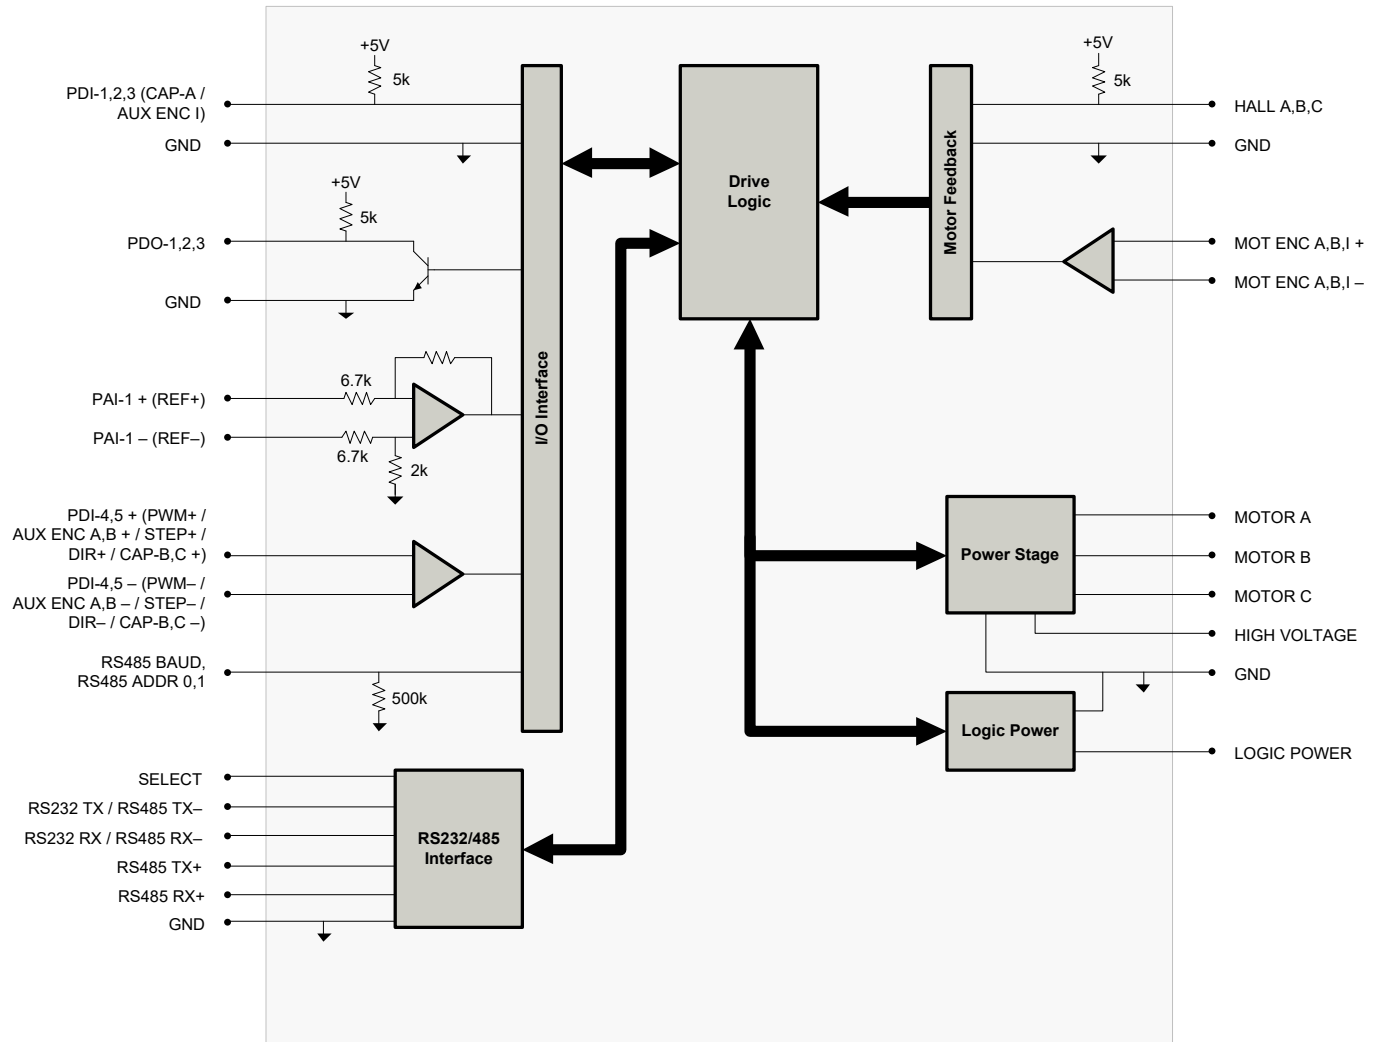 +5V
5k
PDI-1,2,3 (CAP-A /
AUX ENC I)
GND
+5V
5k
PDO-1,2,3
GND
6.7k
PAI-1 + (REF+)
PAI-1 – (REF–)
6.7k
2k
PDI-4,5 + (PWM+ /
AUX ENC A,B + / STEP+ /
DIR+ / CAP-B,C +)
PDI-4,5 – (PWM– /
AUX ENC A,B – / STEP– /
DIR– / CAP-B,C –)
RS485 BAUD,
RS485 ADDR 0,1
500k
I/O Interface
SELECT
RS232 TX / RS485 TX–
RS232 RX / RS485 RX–
RS485 TX+
RS485 RX+
GND
RS232/485
Interface
Drive
Logic
Motor Feedback
+5V
5k
HALL A,B,C
GND
MOT ENC A,B,I +
MOT ENC A,B,I –
Power Stage
MOTOR A
MOTOR B
MOTOR C
HIGH VOLTAGE
GND
Logic Power
LOGIC POWER